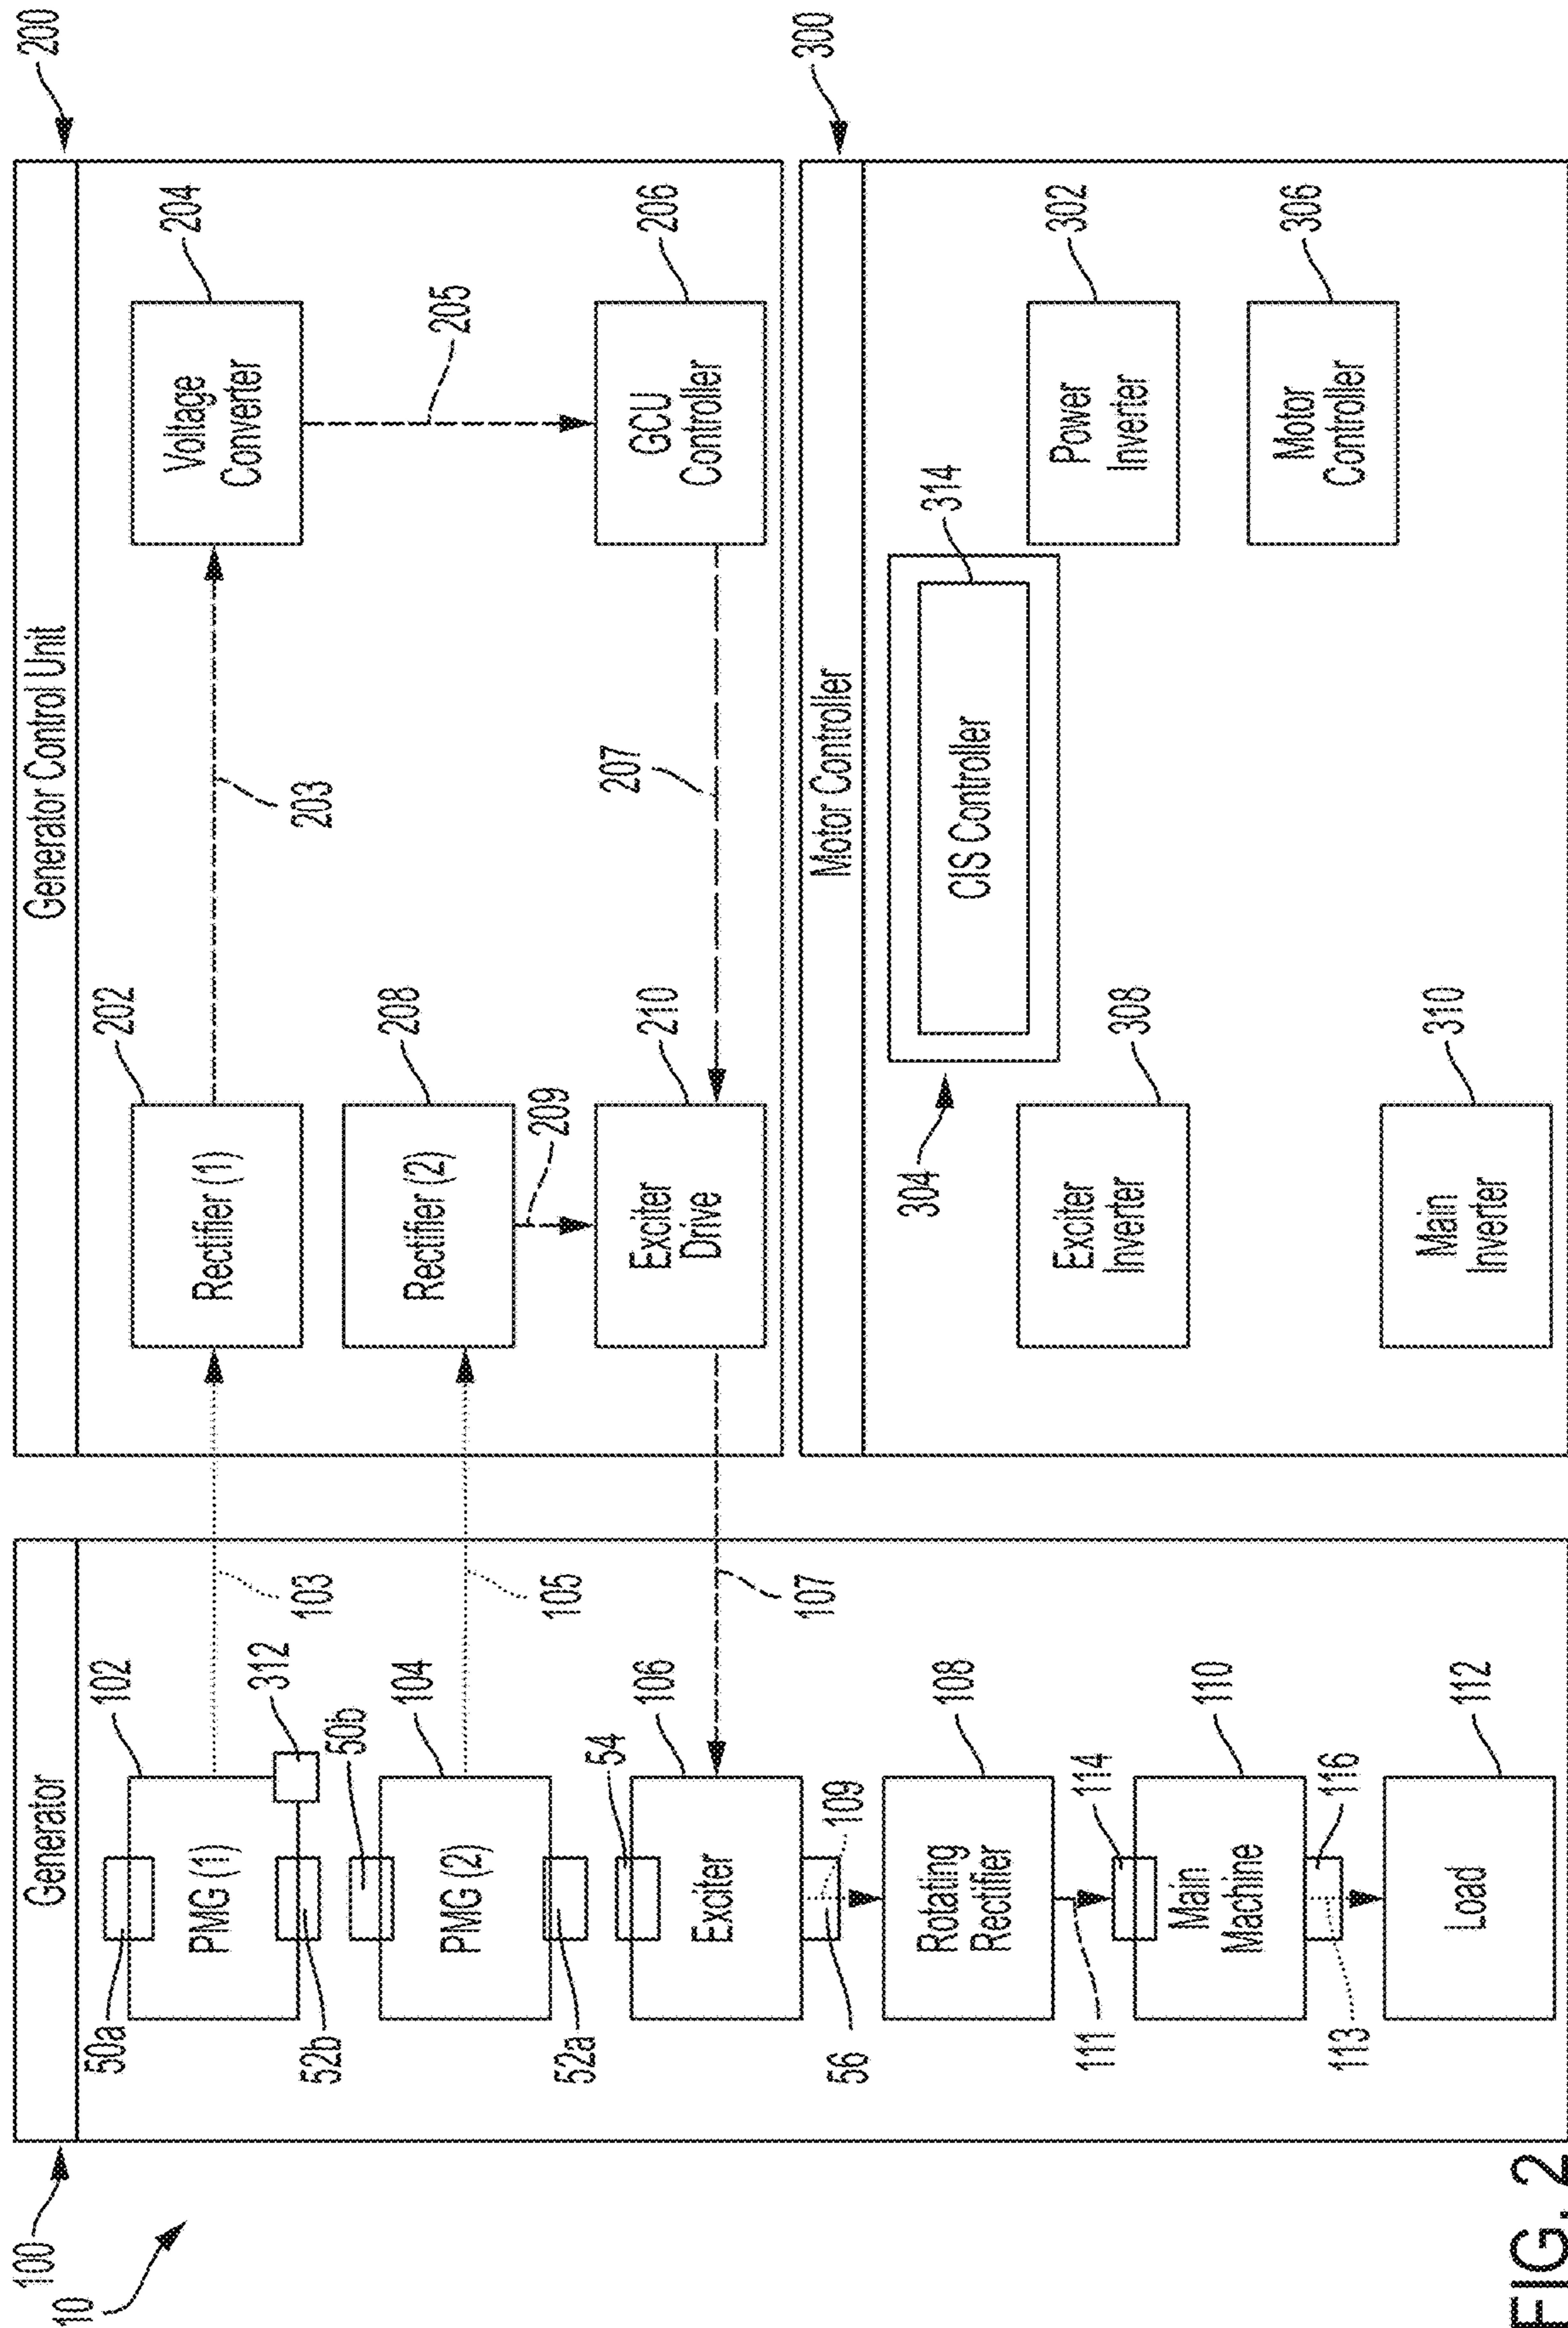 10
100
Generator
50a
PMG (1)
102
52b
312
103
50b
PMG (2)
104
52a
105
54
Exciter
106
107
56
109
Rotating
Rectifier
108
111
114
Main
Machine
110
116
113
Load
112
200
Generator Control Unit
Rectifier (1)
202
203
Voltage
Converter
204
205
Rectifier (2)
208
209
Exciter
Drive
210
207
GCU
Controller
206
300
Motor Controller
304
CIS Controller
314
Power
Inverter
302
Exciter
Inverter
308
Motor
Controller
306
Main
Inverter
310
FIG. 2